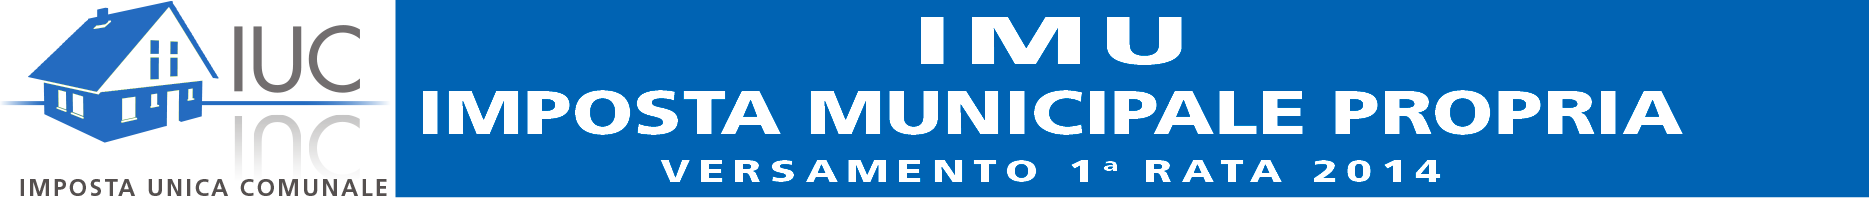 IUC
IMPOSTA UNICA COMUNALE
IMU
IMPOSTA MUNICIPALE PROPRIA
VERSAMENTO 1ª RATA 2014